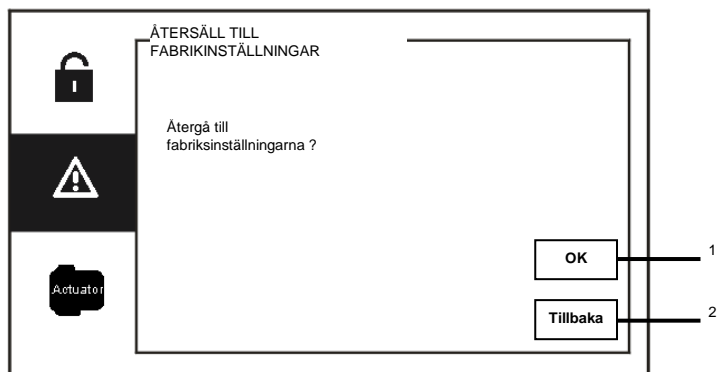 ÅTERSÄLL TILL
FABRIKINSTÄLLNINGAR
Återgå till
fabriksinställningarna ?
OK
1
Actuator
Tillbaka
2